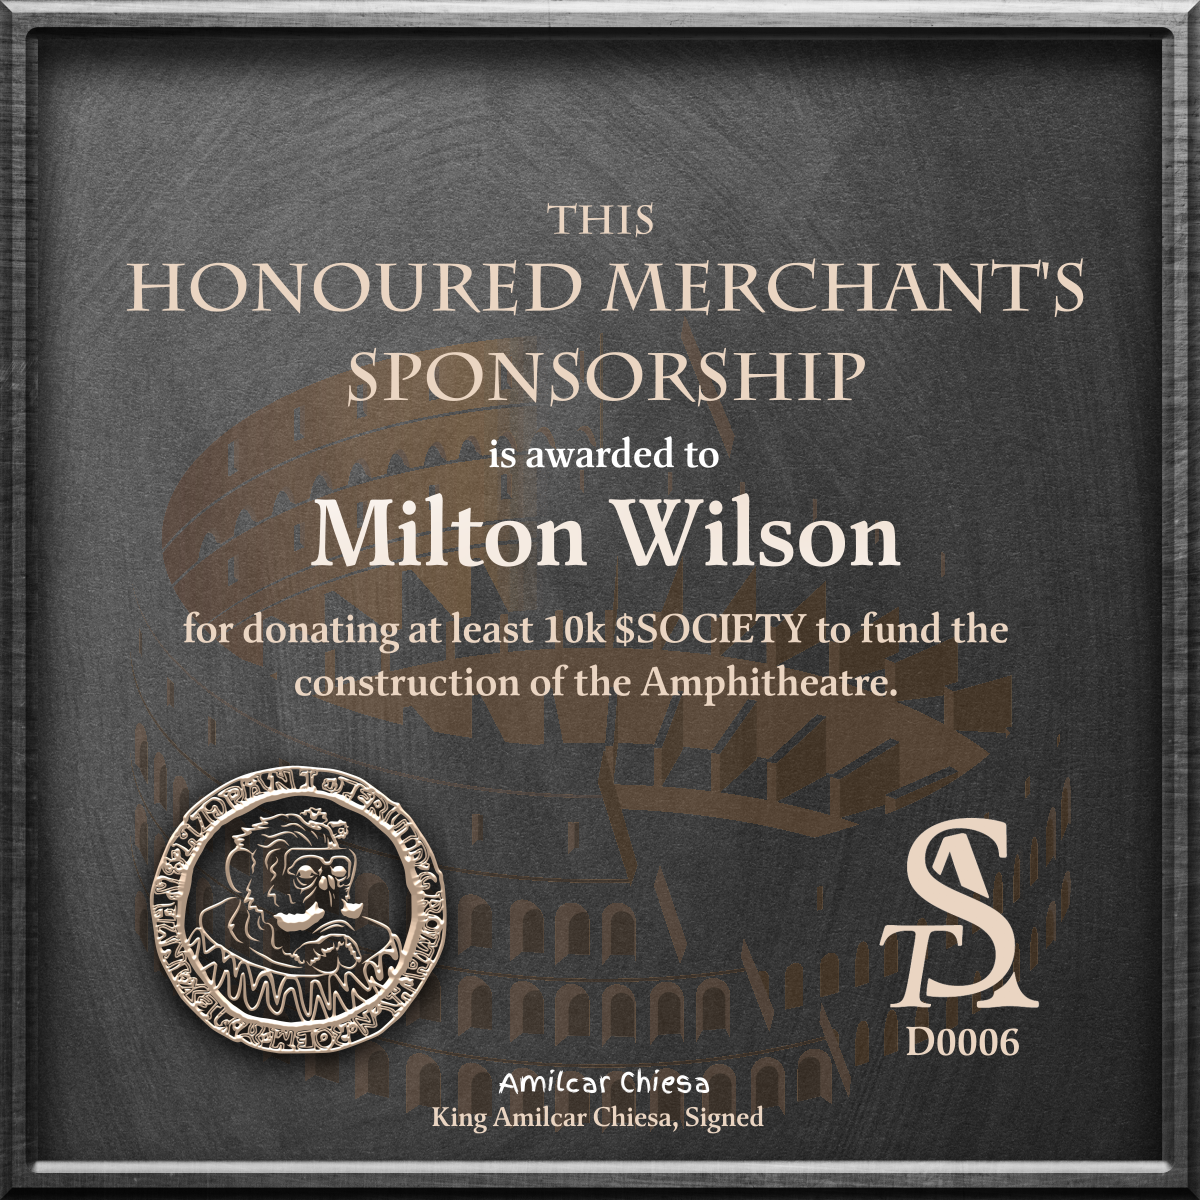 THIS
HONOURED MERCHANT'S
SPONSORSHIP
is awarded to
Milton Wilson
for donating at least 10k $SOCIETY to fund the
construction of the Amphitheatre.
TSA
D0006
Amilcar Chiesa
King Amilcar Chiesa, Signed